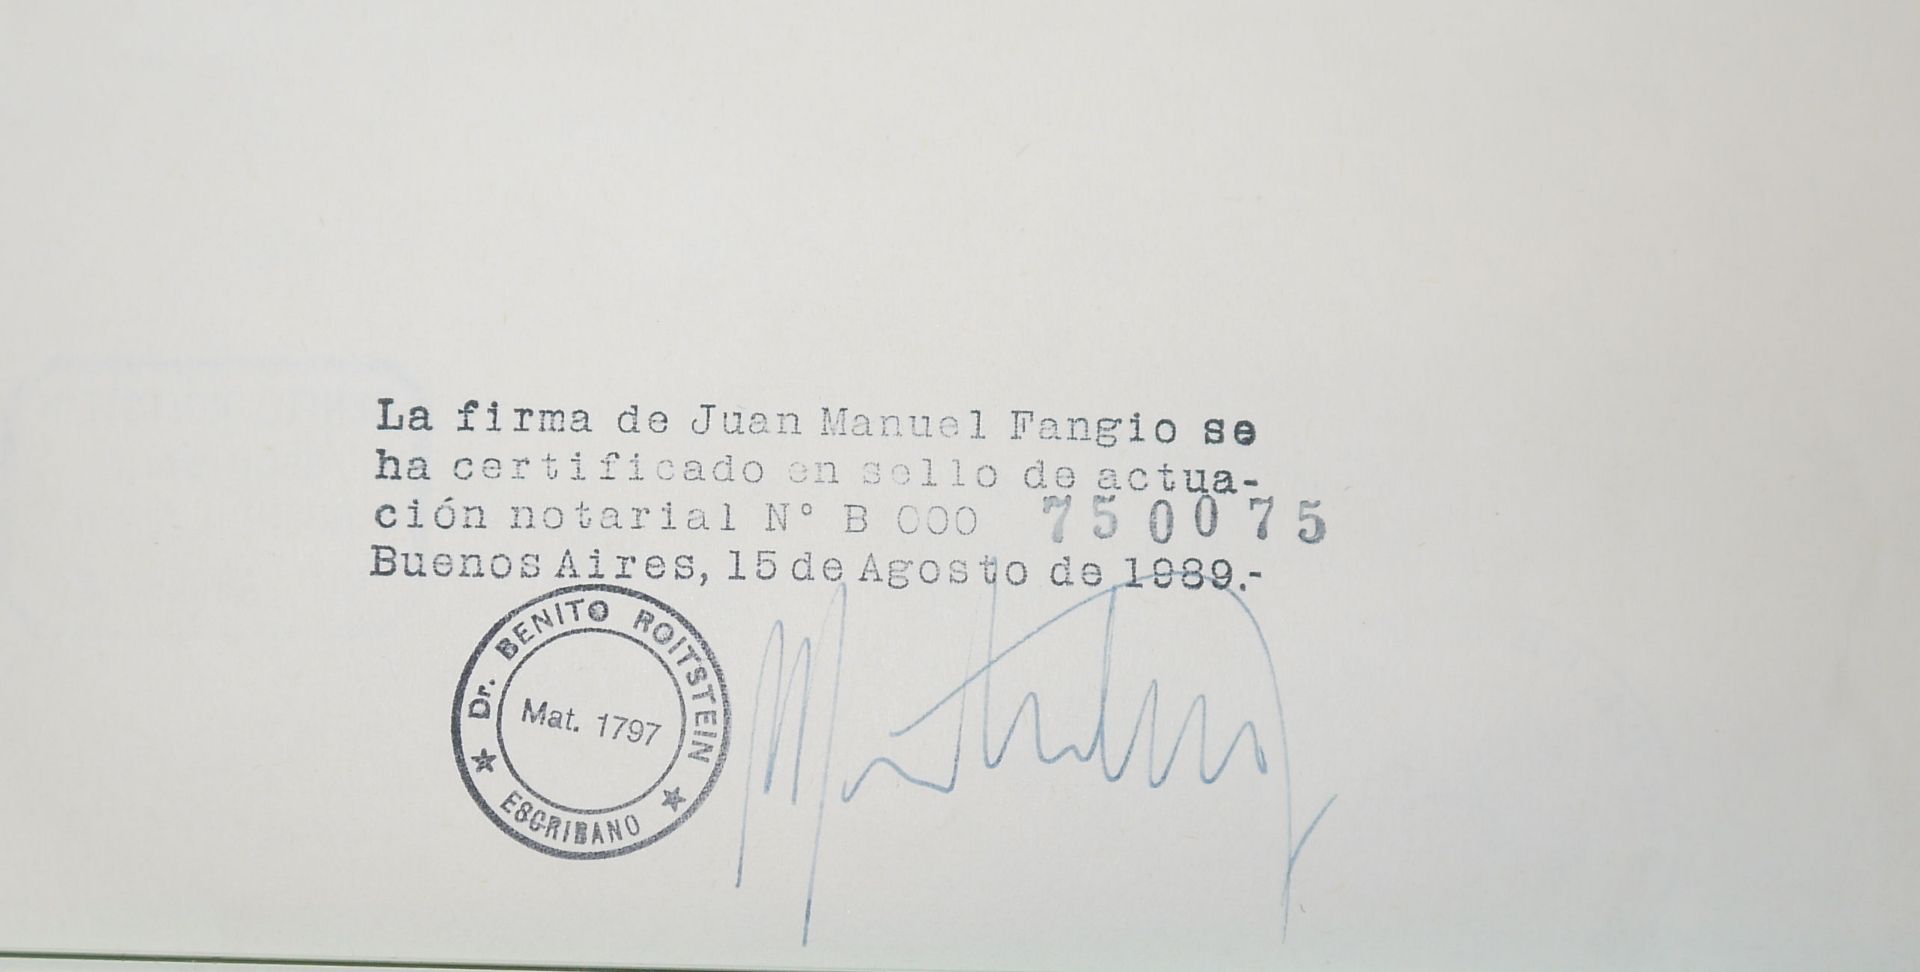 La firma de Juan Manuel Fangio se
ha certificado en sello de actua-
ción notarial N° B 000 750075
Buenos Aires, 15 de Agosto de 1989.-
Dr. BENITO ROITSTEIN
Mat. 1797
★ ESCRIBANO ★